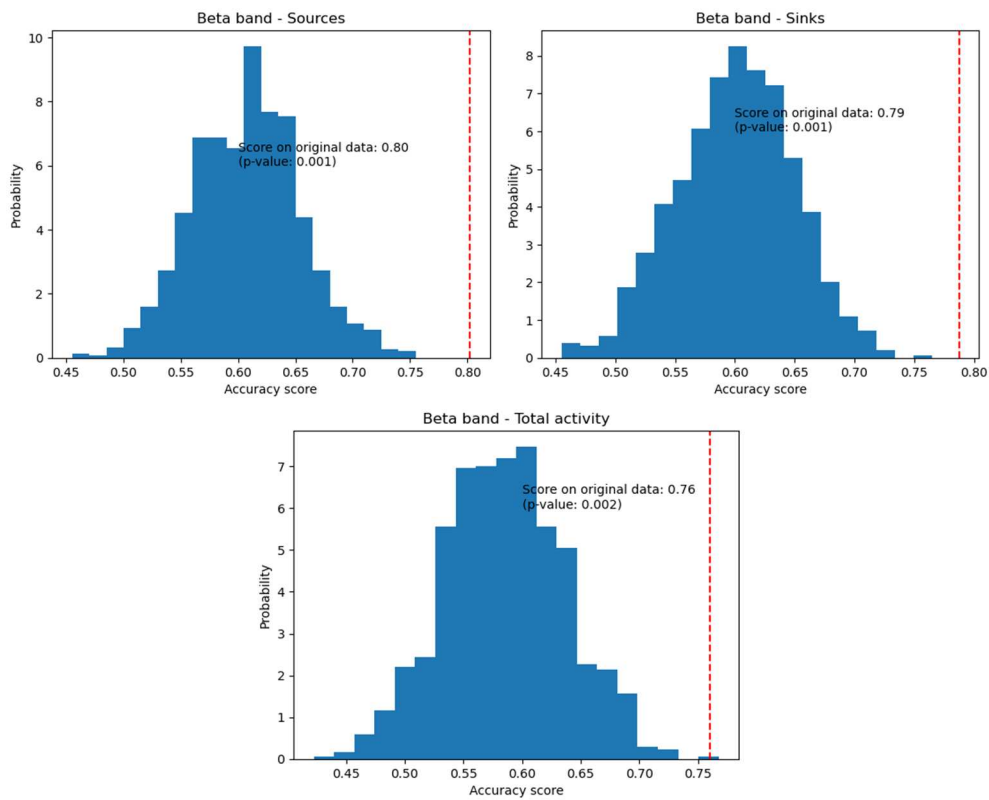 Beta band - Sources
Probability
10
8
6
4
2
0
Score on original data: 0.80
(p-value: 0.001)
0.45 0.50 0.55 0.60 0.65 0.70 0.75 0.80
Accuracy score
Beta band - Sinks
Probability
8
7
6
5
4
3
2
1
0
Score on original data: 0.79
(p-value: 0.001)
0.45 0.50 0.55 0.60 0.65 0.70 0.75 0.80
Accuracy score
Beta band - Total activity
Probability
7
6
5
4
3
2
1
0
Score on original data: 0.76
(p-value: 0.002)
0.45 0.50 0.55 0.60 0.65 0.70 0.75
Accuracy score